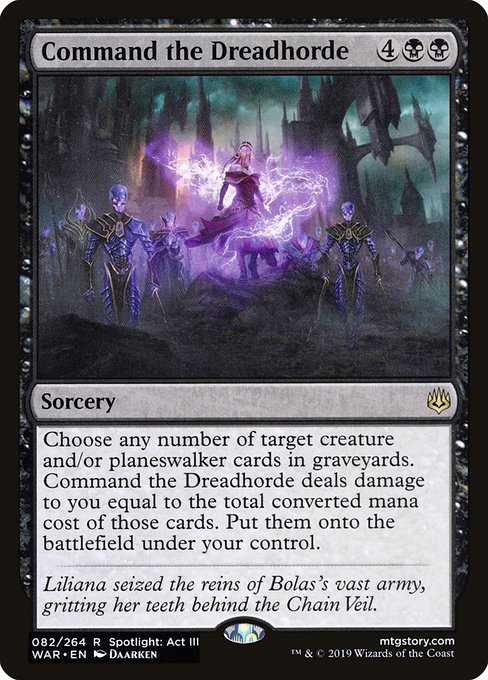 Command the Dreadhorde 4
Sorcery
Choose any number of target creature
and/or planeswalker cards in graveyards.
Command the Dreadhorde deals damage
to you equal to the total converted mana
cost of those cards. Put them onto the
battlefield under your control.
Liliana seized the reins of Bolas's vast army,
gritting her teeth behind the Chain Veil.
082/264 R Spotlight: Act III
mtgstory.com
WAR • EN Daarken
™ & © 2019 Wizards of the Coast